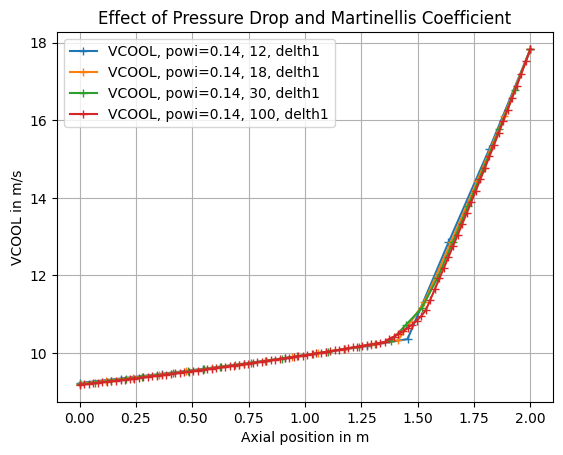 Effect of Pressure Drop and Martinellis Coefficient
VCOOL, powi=0.14, 12, delth1
VCOOL, powi=0.14, 18, delth1
VCOOL, powi=0.14, 30, delth1
VCOOL, powi=0.14, 100, delth1
VCOOL in m/s
18
16
14
12
10
0.00 0.25 0.50 0.75 1.00 1.25 1.50 1.75 2.00
Axial position in m